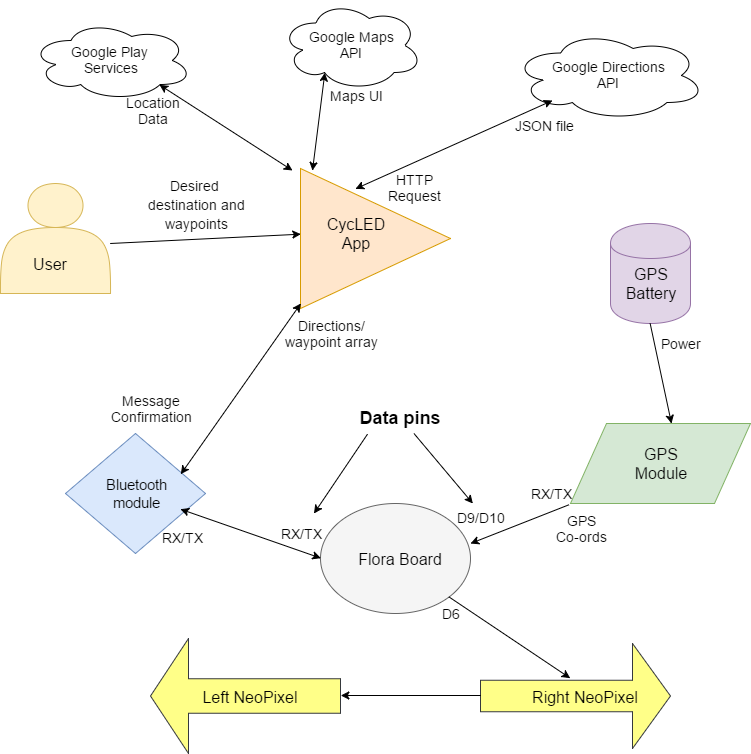 Google Play
Services
Google Maps
API
Google Directions
API
Location
Data
Maps UI
JSON file
HTTP
Request
Desired
destination and
waypoints
CycLED
App
User
GPS
Battery
Directions/
waypoint array
Power
Message
Confirmation
Data pins
GPS
Module
Bluetooth
module
RX/TX
RX/TX
RX/TX
D9/D10
GPS
Co-ords
Flora Board
D6
Left NeoPixel
Right NeoPixel